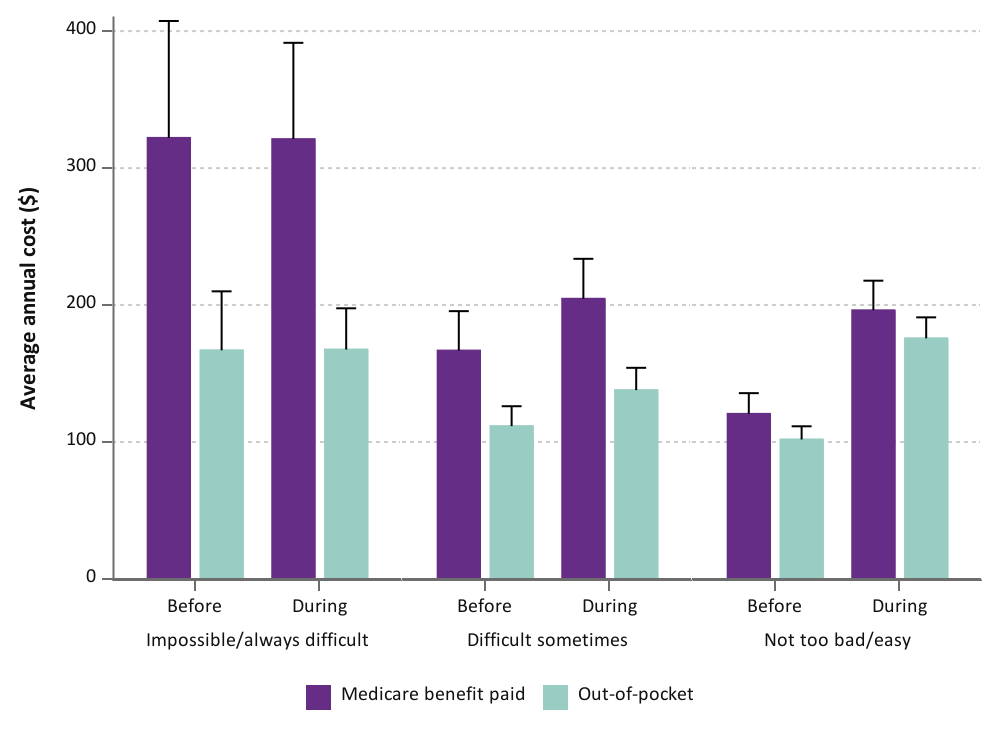 Average annual cost ($)
400
300
200
100
0
Before During Before During Before During
Impossible/always difficult Difficult sometimes Not too bad/easy
Medicare benefit paid Out-of-pocket